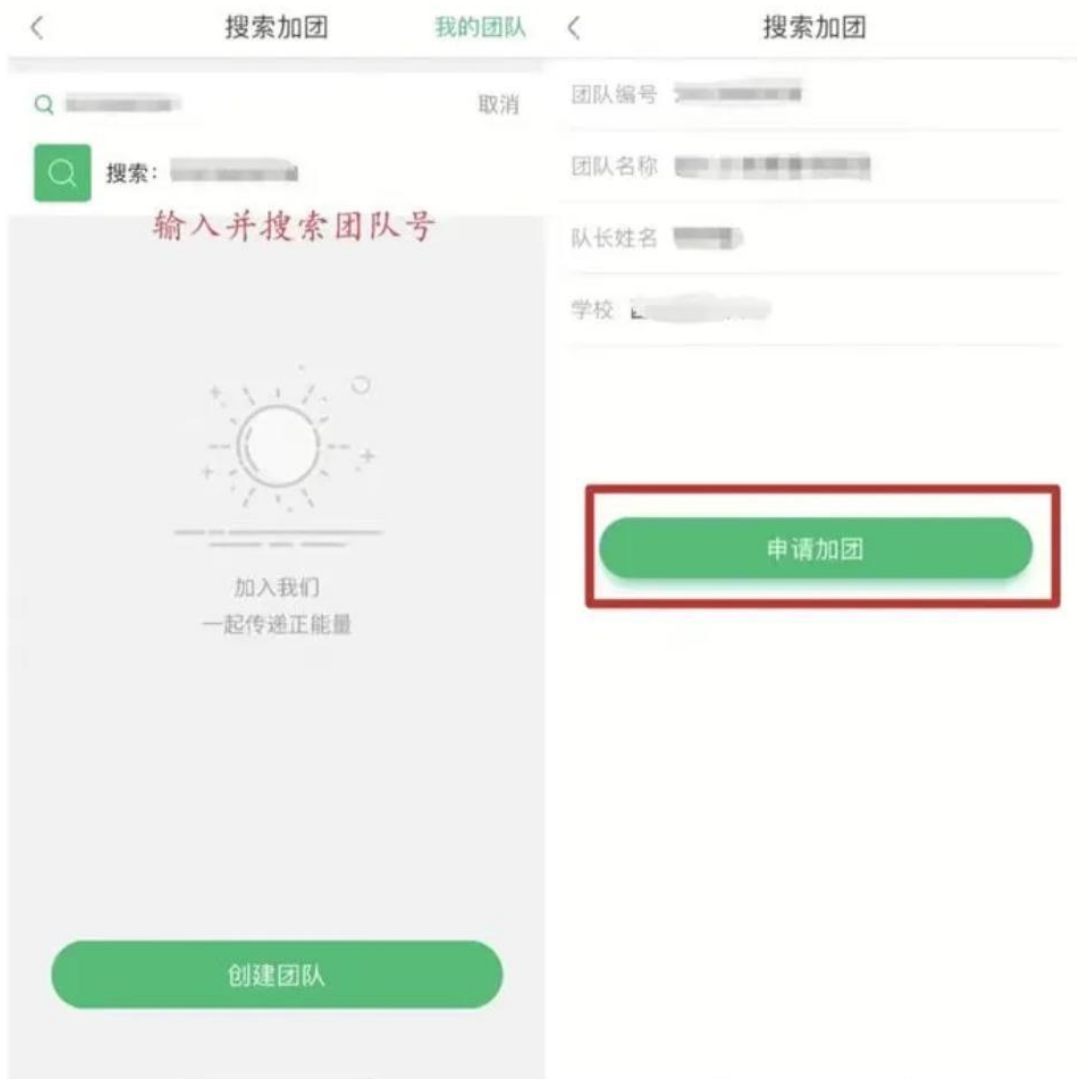 搜索加团
我的团队
取消
搜索:
输入并搜索团队号
加入我们
一起传递正能量
创建团队
搜索加团
团队编号
团队名称
队长姓名
学校
申请加团